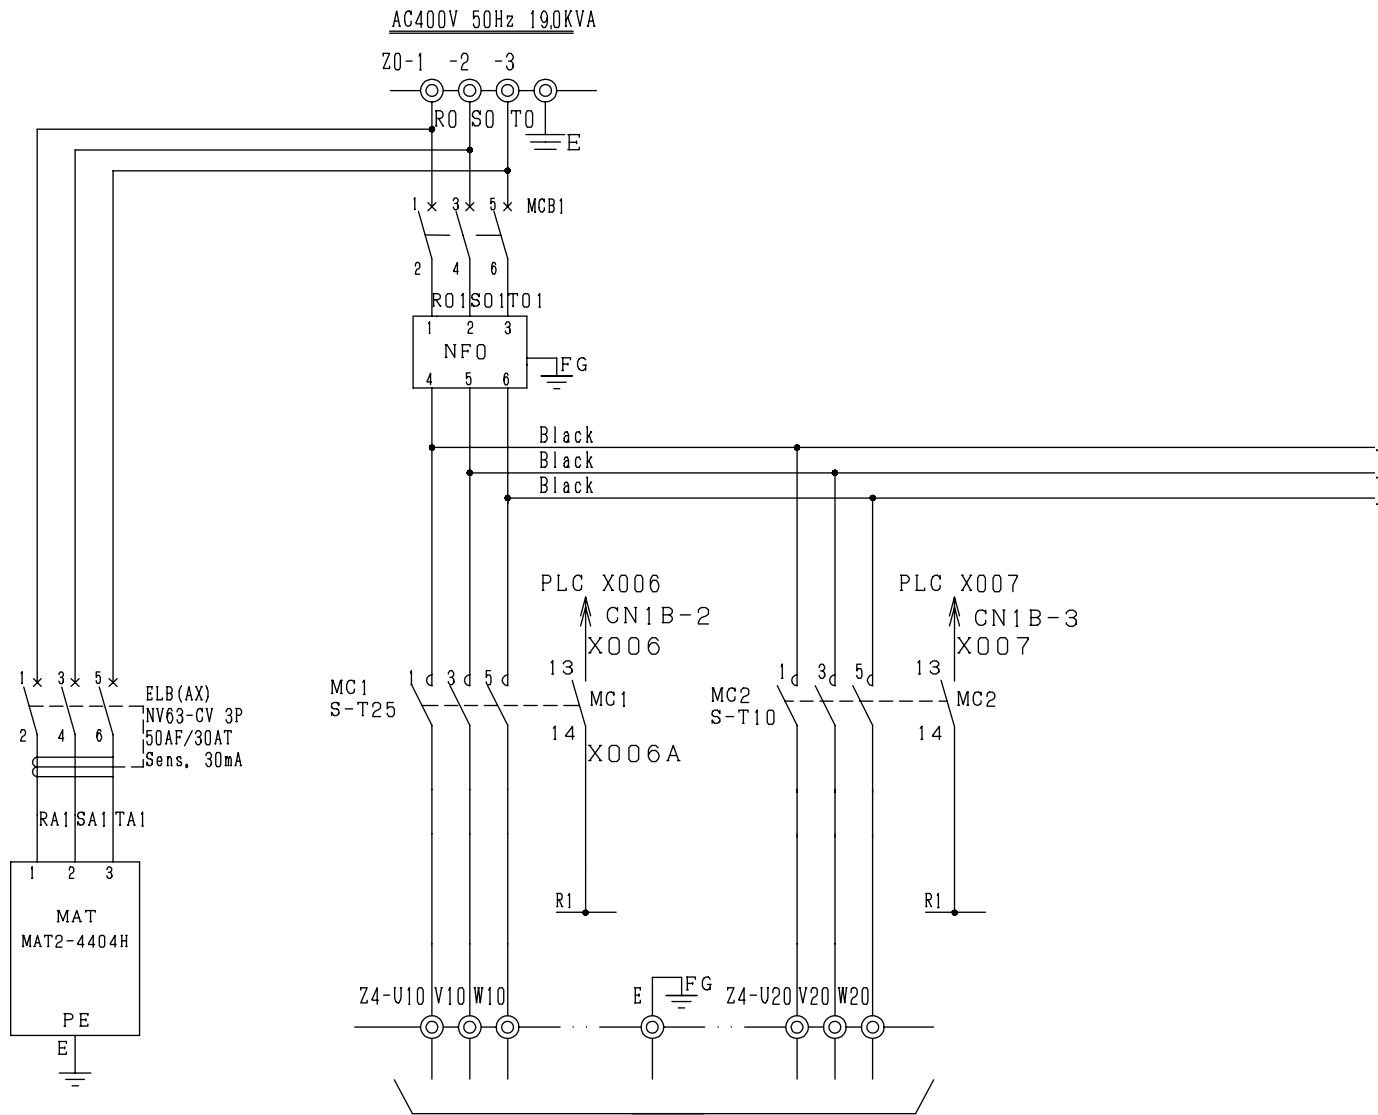 AC400V 50Hz 19.0KVA
Z0-1 -2 -3
R0 S0 T0
E
1 3 5 MCB1
2 4 6
R01 S01 T01
1 2 3
NF0
FG
4 5 6
Black
Black
Black
PLC X006
CN1B-2
X006
PLC X007
CN1B-3
X007
1 3 5
ELB(AX)
NV63-CV 3P
50AF/30AT
Sens. 30mA
2 4 6
MC1
S-T25
1 3 5
13
MC1
14
X006A
MC2
S-T10
1 3 5
13
MC2
14
RA1 SA1 TA1
1 2 3
MAT
MAT2-4404H
PE
E
R1
R1
Z4-U10 V10 W10
E
FG
Z4-U20 V20 W20